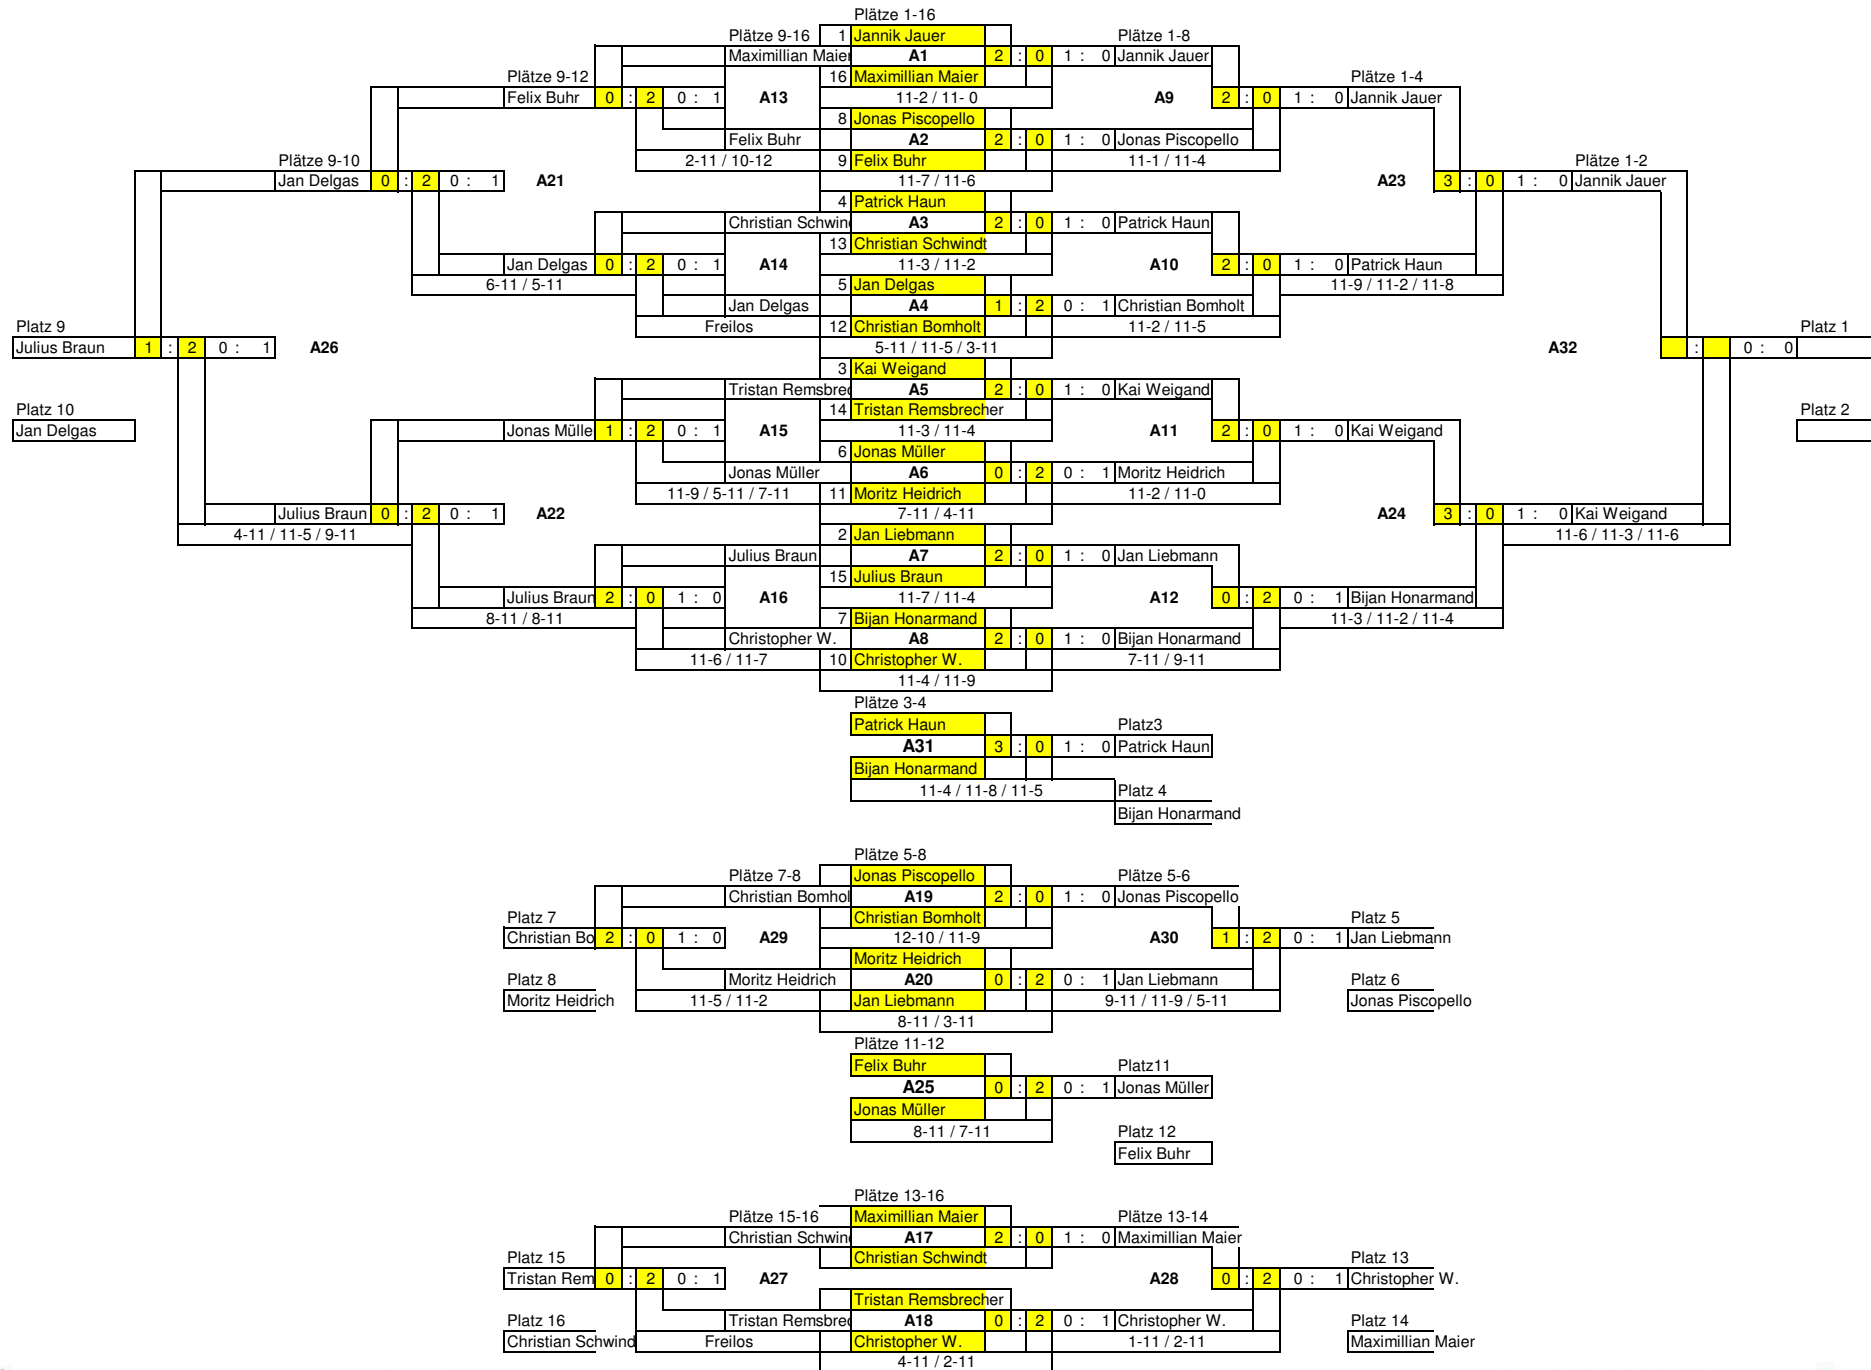 Plätze 1-16
Plätze 9-16 1 Jannik Jauer Plätze 1-8
Maximillian Maier A1 2 : 0 1 : 0 Jannik Jauer
Plätze 9-12 16 Maximillian Maier Plätze 1-4
Felix Buhr 0 : 2 0 : 1 A13 11-2 / 11- 0 A9 2 : 0 1 : 0 Jannik Jauer
8 Jonas Piscopello
Felix Buhr A2 2 : 0 1 : 0 Jonas Piscopello
Plätze 9-10 2-11 / 10-12 9 Felix Buhr 11-1 / 11-4 Plätze 1-2
Jan Delgas 0 : 2 0 : 1 A21 11-7 / 11-6 A23 3 : 0 1 : 0 Jannik Jauer
4 Patrick Haun
Christian Schwin A3 2 : 0 1 : 0 Patrick Haun
13 Christian Schwindt
Jan Delgas 0 : 2 0 : 1 A14 11-3 / 11-2 A10 2 : 0 1 : 0 Patrick Haun
6-11 / 5-11 5 Jan Delgas 11-9 / 11-2 / 11-8
Jan Delgas A4 1 : 2 0 : 1 Christian Bomholt
Platz 9 Freilos 12 Christian Bomholt 11-2 / 11-5 Platz 1
Julius Braun 1 : 2 0 : 1 A26 5-11 / 11-5 / 3-11 A32 : 0 : 0
3 Kai Weigand
Tristan Remsbrec A5 2 : 0 1 : 0 Kai Weigand
Platz 10 14 Tristan Remsbrecher Platz 2
Jan Delgas Jonas Mülle 1 : 2 0 : 1 A15 11-3 / 11-4 A11 2 : 0 1 : 0 Kai Weigand
6 Jonas Müller
Jonas Müller A6 0 : 2 0 : 1 Moritz Heidrich
11-9 / 5-11 / 7-11 11 Moritz Heidrich 11-2 / 11-0
Julius Braun 0 : 2 0 : 1 A22 7-11 / 4-11 A24 3 : 0 1 : 0 Kai Weigand
4-11 / 11-5 / 9-11 2 Jan Liebmann 11-6 / 11-3 / 11-6
Julius Braun A7 2 : 0 1 : 0 Jan Liebmann
15 Julius Braun
Julius Braun 2 : 0 1 : 0 A16 11-7 / 11-4 A12 0 : 2 0 : 1 Bijan Honarmand
8-11 / 8-11 7 Bijan Honarmand 11-3 / 11-2 / 11-4
Christopher W. A8 2 : 0 1 : 0 Bijan Honarmand
11-6 / 11-7 10 Christopher W. 7-11 / 9-11
11-4 / 11-9
Plätze 3-4
Patrick Haun Platz3
A31 3 : 0 1 : 0 Patrick Haun
Bijan Honarmand
11-4 / 11-8 / 11-5 Platz 4
Bijan Honarmand
Plätze 5-8
Plätze 7-8 Jonas Piscopello Plätze 5-6
Christian Bomhol A19 2 : 0 1 : 0 Jonas Piscopello
Platz 7 Christian Bomholt Platz 5
Christian Bo 2 : 0 1 : 0 A29 12-10 / 11-9 A30 1 : 2 0 : 1 Jan Liebmann
Moritz Heidrich
Platz 8 Moritz Heidrich A20 0 : 2 0 : 1 Jan Liebmann Platz 6
Moritz Heidrich 11-5 / 11-2 Jan Liebmann 9-11 / 11-9 / 5-11 Jonas Piscopello
8-11 / 3-11
Plätze 11-12
Felix Buhr Platz11
A25 0 : 2 0 : 1 Jonas Müller
Jonas Müller
8-11 / 7-11 Platz 12
Felix Buhr
Plätze 13-16
Plätze 15-16 Maximillian Maier Plätze 13-14
Christian Schwin A17 2 : 0 1 : 0 Maximillian Maier
Platz 15 Christian Schwindt Platz 13
Tristan Rem 0 : 2 0 : 1 A27 A28 0 : 2 0 : 1 Christopher W.
Tristan Remsbrecher
Platz 16 Tristan Remsbrec A18 0 : 2 0 : 1 Christopher W. Platz 14
Christian Schwind Freilos Christopher W. 1-11 / 2-11 Maximillian Maier
4-11 / 2-11